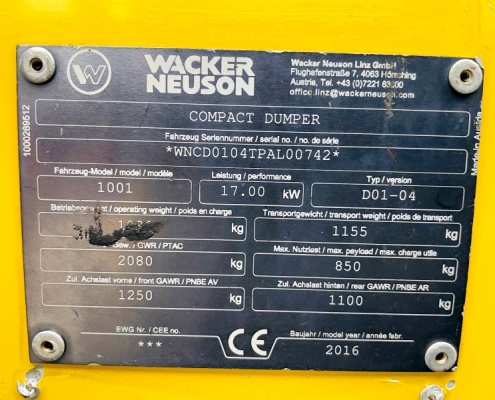 WACKER
NEUSON
Wacker Neuson Linz GmbH
Flughafenstraße 7, 4063 Hörsching
Austria, Tel. +43 (0)7221 63000
office.linz@wackerneuson.com
COMPACT DUMPER
Fahrzeug Seriennummer / serial no. / no. de série
*WNCD0104TPAL00742*
1000269512
Made in Austria
Fahrzeug-Model / model / modèle
1001
Leistung / performance
17.00 kW
Typ / version
D01-04
/ operating weight / poids en charge
kg
Transportgewicht / transport weight / poids de transport
1155 kg
Gew. / GWR / PTAC
2080 kg
Max. Nutzlast / max. payload / max. charge utile
850 kg
Zul. Achslast vorne / front GAWR / PNBE AV
1250 kg
Zul. Achslast hinten / rear GAWR / PNBE AR
1100 kg
EWG Nr. / CEE no.
***
CE
Baujahr / model year / année fabr.
2016